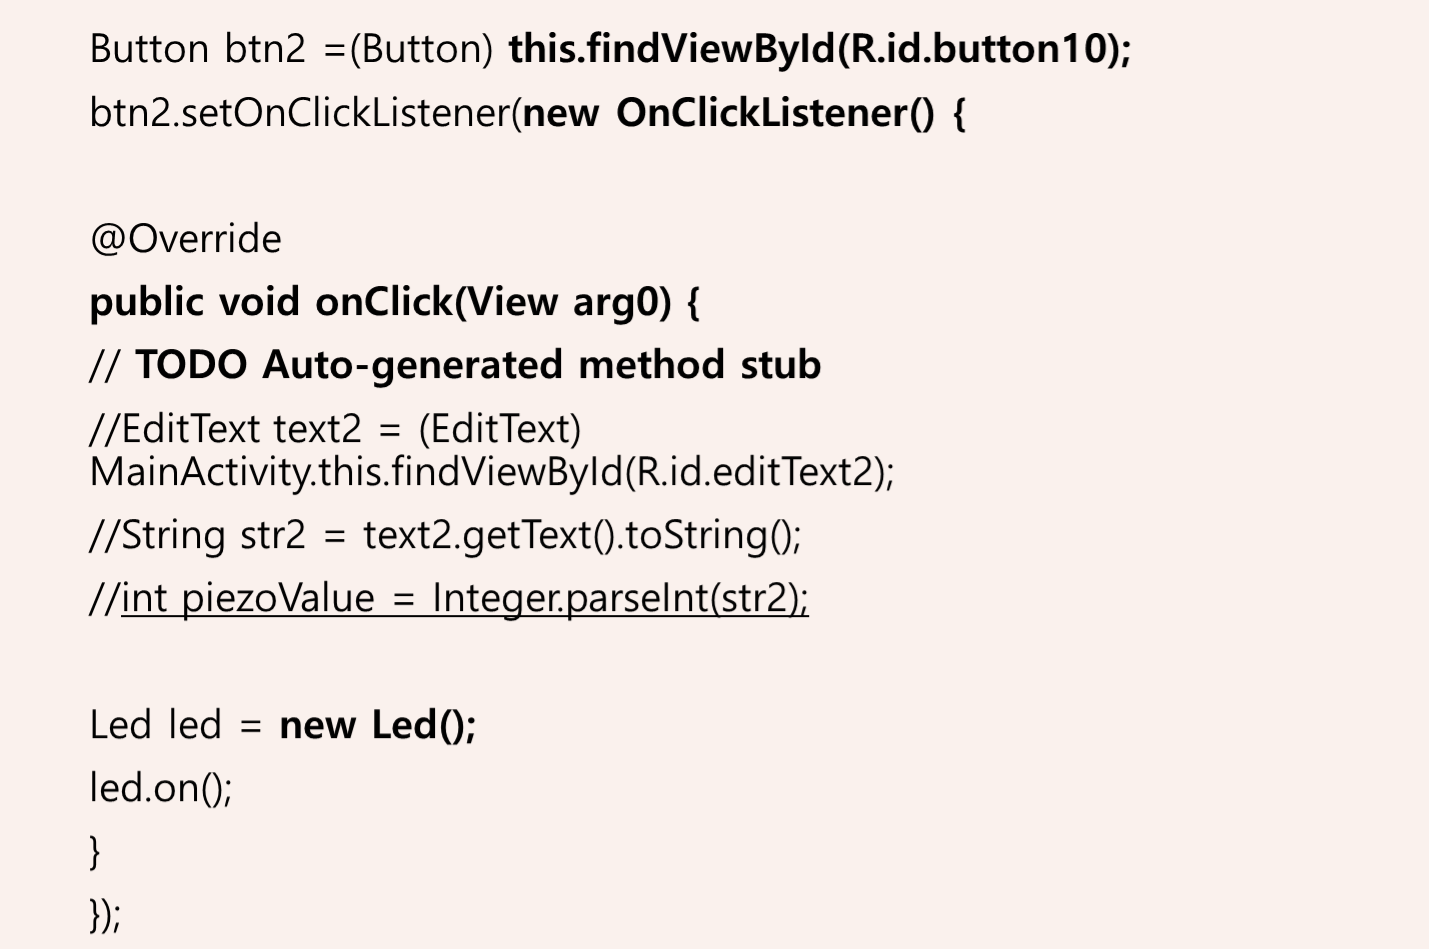 Button btn2 =(Button) this.findViewById(R.id.button10);
btn2.setOnClickListener(new OnClickListener() {
@Override
public void onClick(View arg0) {
// TODO Auto-generated method stub
//EditText text2 = (EditText)
MainActivity.this.findViewById(R.id.editText2);
//String str2 = text2.getText().toString();
//int piezoValue = Integer.parseInt(str2);
Led led = new Led();
led.on();
}
});